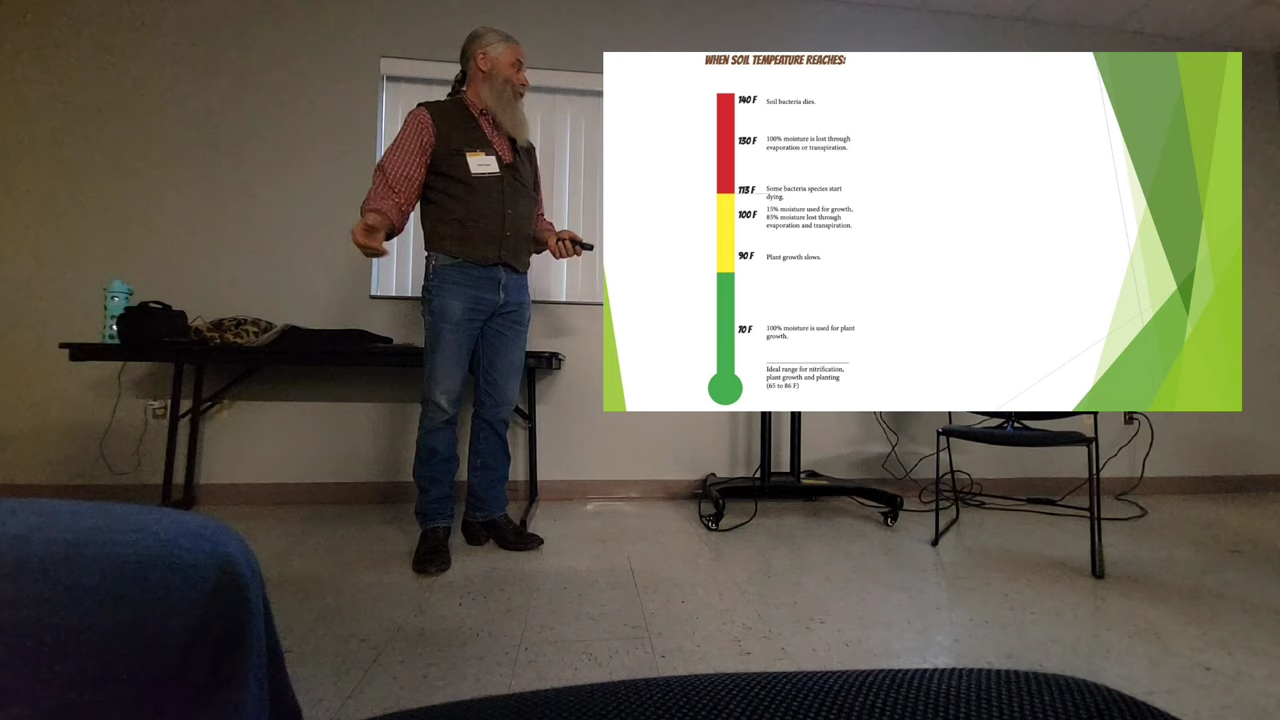 WHEN SOIL TEMPEATURE REACHES:
140 F
Soil bacteria dies.
130 F
100% moisture is lost through
evaporation or transpiration.
113 F
Some bacteria species start
dying.
100 F
15% moisture used for growth,
85% moisture lost through
evaporation and transpiration.
90 F
Plant growth slows.
70 F
100% moisture is used for plant
growth.
Ideal range for nitrification,
plant growth and planting
(65 to 86 F)